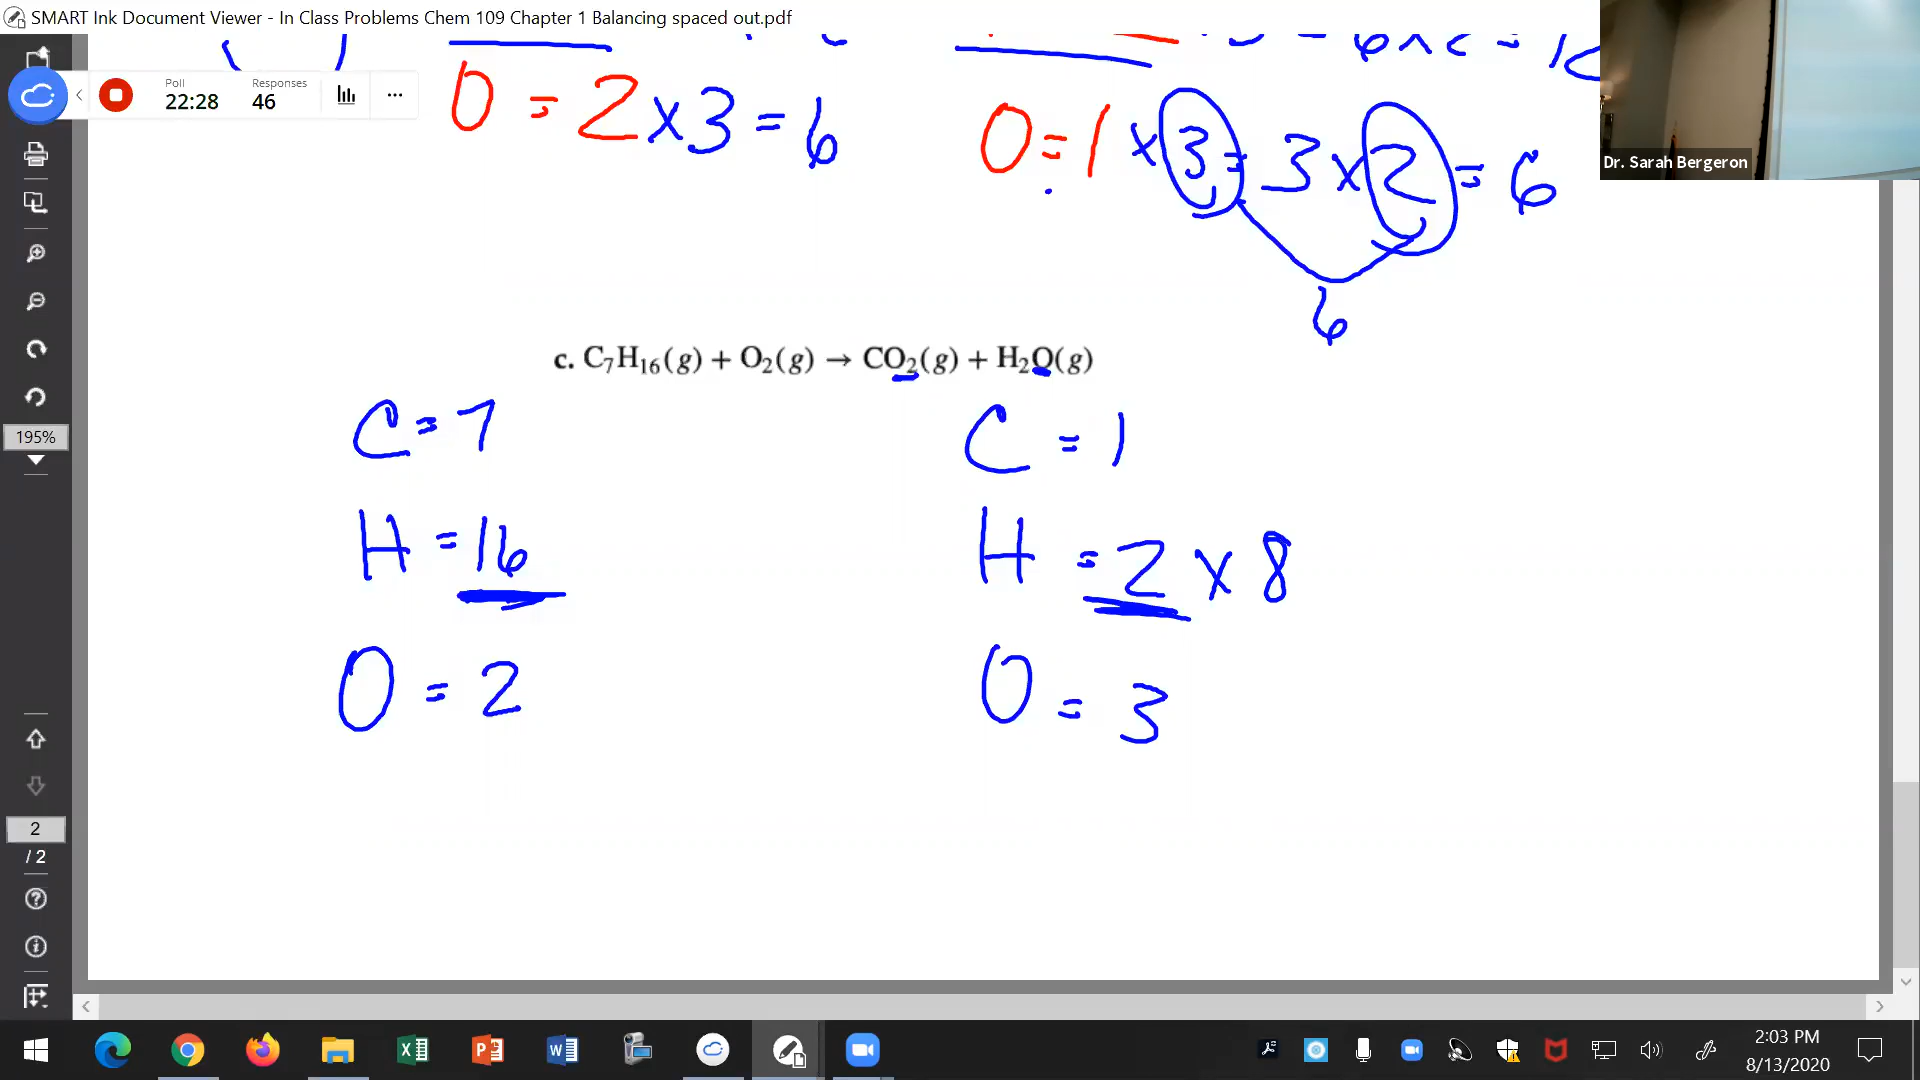 SMART Ink Document Viewer - In Class Problems Chem 109 Chapter 1 Balancing spaced out.pdf
Poll
22:28
Responses
46
O = 2 x 3 = 6
O = 1 x 3 = 3 x 2 = 6
6
Dr. Sarah Bergeron
c. C₇H₁₆(g) + O₂(g) → CO₂(g) + H₂O(g)
C = 7
C = 1
H = 16
H = 2 x 8
O = 2
O = 3
195%
2
/ 2
2:03 PM
8/13/2020